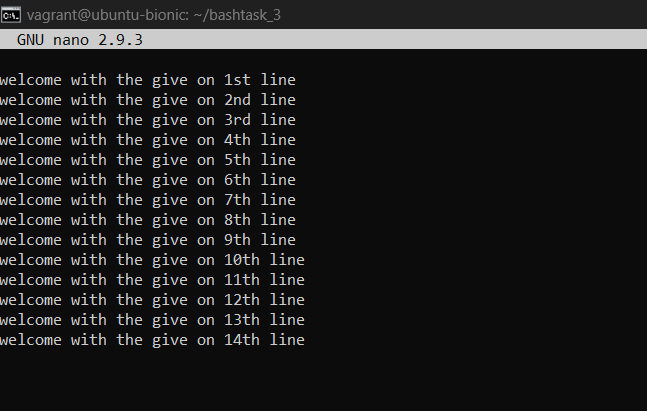 vagrant@ubuntu-bionic: ~/bashtask_3
GNU nano 2.9.3
welcome with the give on 1st line
welcome with the give on 2nd line
welcome with the give on 3rd line
welcome with the give on 4th line
welcome with the give on 5th line
welcome with the give on 6th line
welcome with the give on 7th line
welcome with the give on 8th line
welcome with the give on 9th line
welcome with the give on 10th line
welcome with the give on 11th line
welcome with the give on 12th line
welcome with the give on 13th line
welcome with the give on 14th line